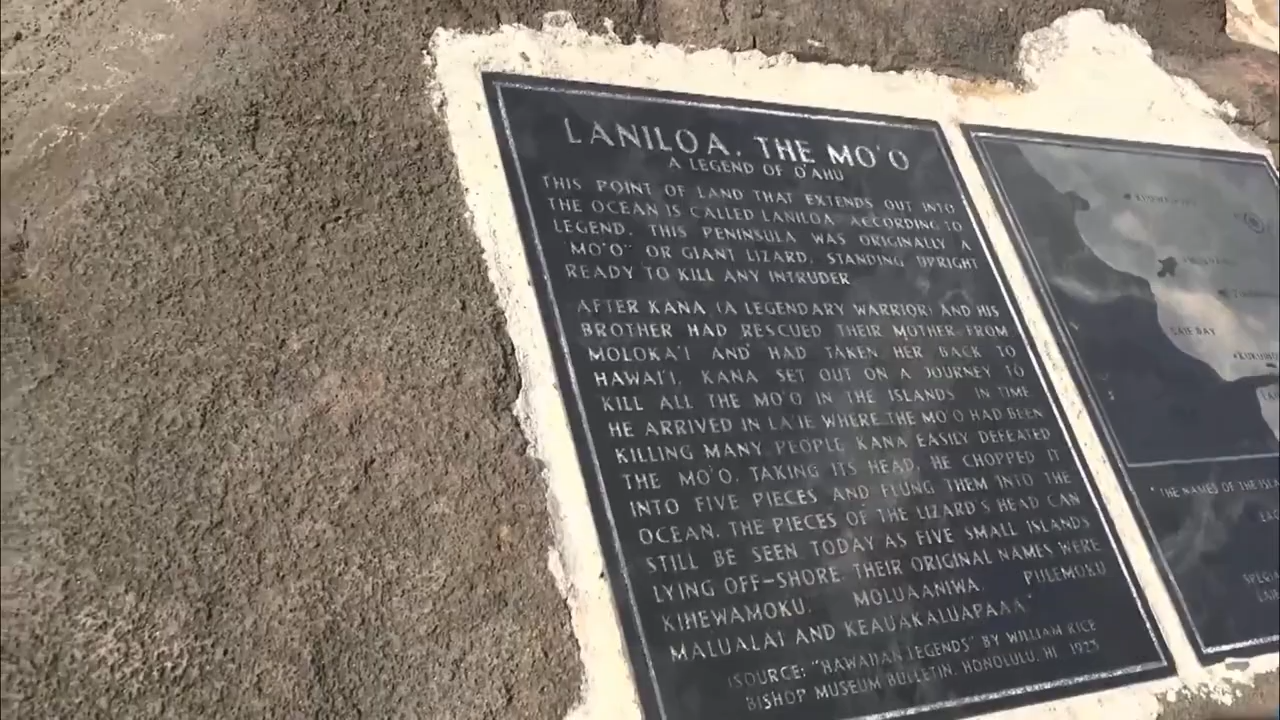 LANILOA, THE MO'O
A LEGEND OF O'AHU
THIS POINT OF LAND THAT EXTENDS OUT INTO
THE OCEAN IS CALLED LANILOA. ACCORDING TO
LEGEND, THIS PENINSULA WAS ORIGINALLY A
"MO'O" OR GIANT LIZARD, STANDING UPRIGHT
READY TO KILL ANY INTRUDER
AFTER KANA (A LEGENDARY WARRIOR) AND HIS
BROTHER HAD RESCUED THEIR MOTHER FROM
MOLOKA'I AND HAD TAKEN HER BACK TO
HAWAI'I, KANA SET OUT ON A JOURNEY TO
KILL ALL THE MO'O IN THE ISLANDS IN TIME
HE ARRIVED IN LA'IE WHERE THE MO'O HAD BEEN
KILLING MANY PEOPLE. KANA EASILY DEFEATED
THE MO'O. TAKING ITS HEAD, HE CHOPPED IT
INTO FIVE PIECES AND FLUNG THEM INTO THE
OCEAN. THE PIECES OF THE LIZARD'S HEAD CAN
STILL BE SEEN TODAY AS FIVE SMALL ISLANDS
LYING OFF-SHORE. THEIR ORIGINAL NAMES WERE
KIHEWAMOKU, MOLUAANIWA, PULEMOKU
MALUALAI AND KEAUAKALUAPAAA*
(SOURCE: "HAWAIIAN LEGENDS" BY WILLIAM RICE
BISHOP MUSEUM BULLETIN, HONOLULU, HI 1923
LAIE BAY
* THE NAMES OF THE